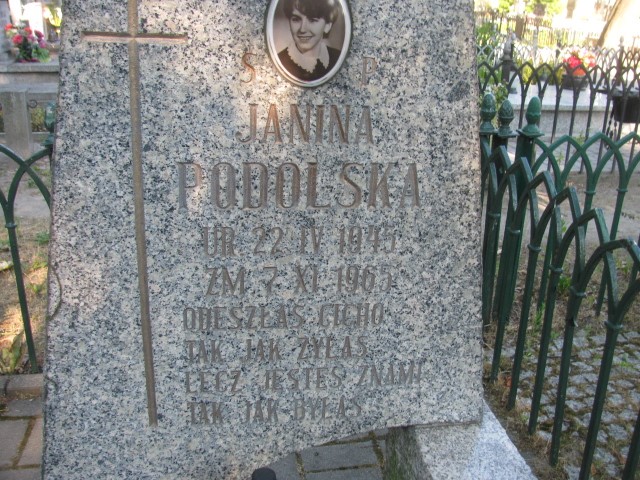 Ś P
JANINA
PODOLSKA
UR 22 IV 1945
ZM 7 XI 1965
ODESZŁAŚ CICHO
TAK JAK ŻYŁAŚ
LECZ JESTEŚ ZNAMI
TAK JAK BYŁAŚ